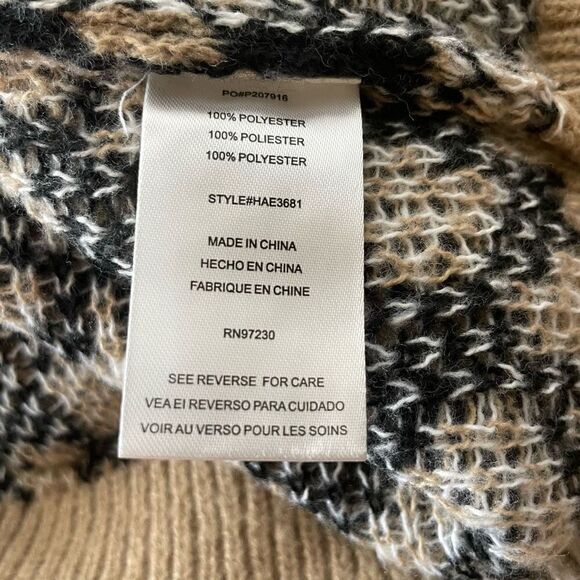 PO#P207916
100% POLYESTER
100% POLIESTER
100% POLYESTER
STYLE#HAE3681
MADE IN CHINA
HECHO EN CHINA
FABRIQUE EN CHINE
RN97230
SEE REVERSE FOR CARE
VEA EI REVERSO PARA CUIDADO
VOIR AU VERSO POUR LES SOINS